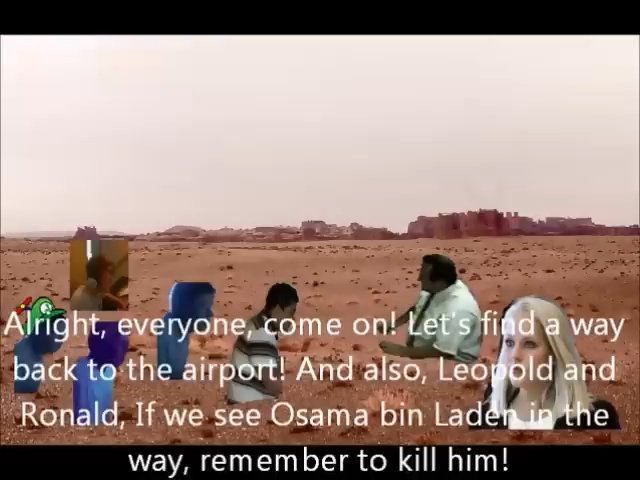 Alright, everyone, come on! Let's find a way
back to the airport! And also, Leopold and
Ronald, If we see Osama bin Laden in the
way, remember to kill him!